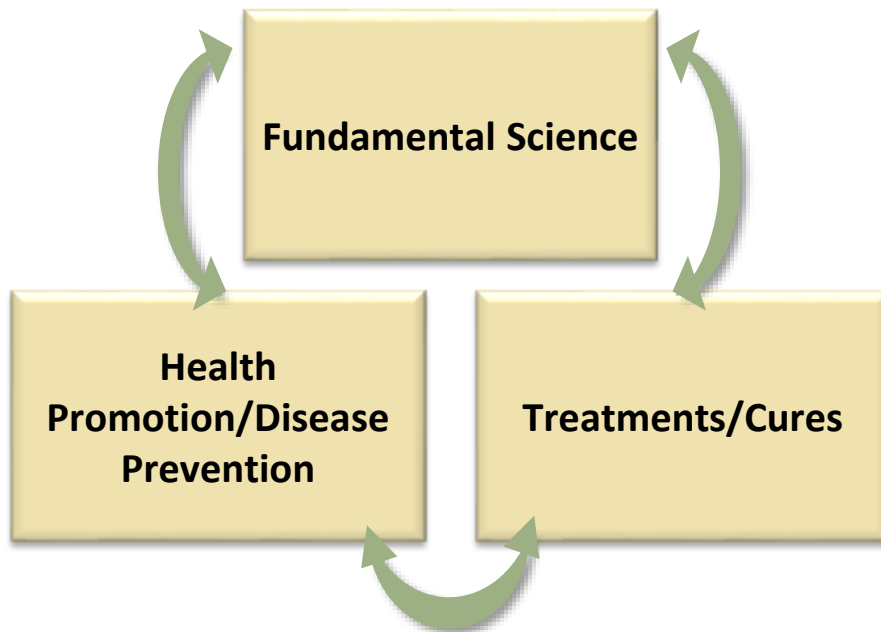 Fundamental Science
Health
Promotion/Disease
Prevention
Treatments/Cures